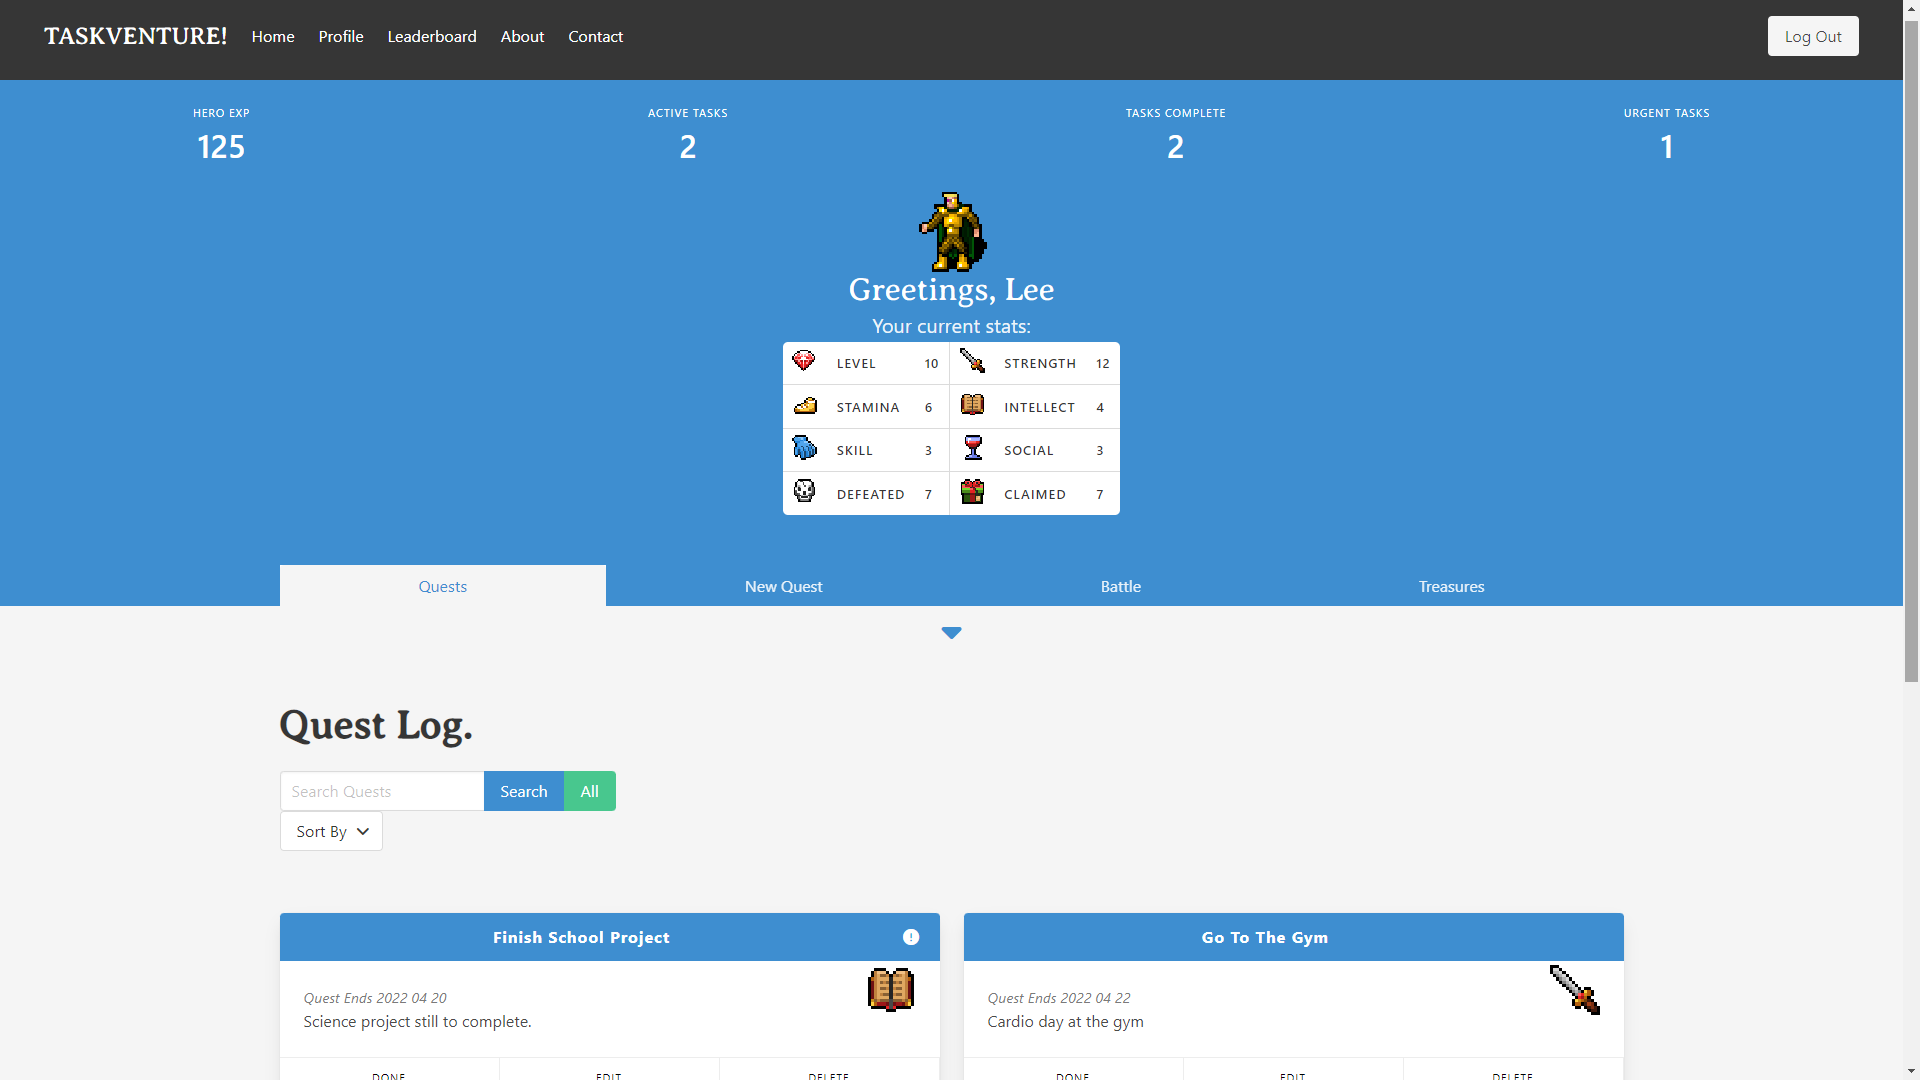 TASKVENTURE! Home Profile Leaderboard About Contact Log Out
HERO EXP ACTIVE TASKS TASKS COMPLETE URGENT TASKS
125 2 2 1
Greetings, Lee
Your current stats:
LEVEL 10 STRENGTH 12
STAMINA 6 INTELLECT 4
SKILL 3 SOCIAL 3
DEFEATED 7 CLAIMED 7
Quests New Quest Battle Treasures
Quest Log.
Search Quests Search All
Sort By
Finish School Project
Quest Ends 2022 04 20
Science project still to complete.
DONE EDIT DELETE
Go To The Gym
Quest Ends 2022 04 22
Cardio day at the gym
DONE EDIT DELETE